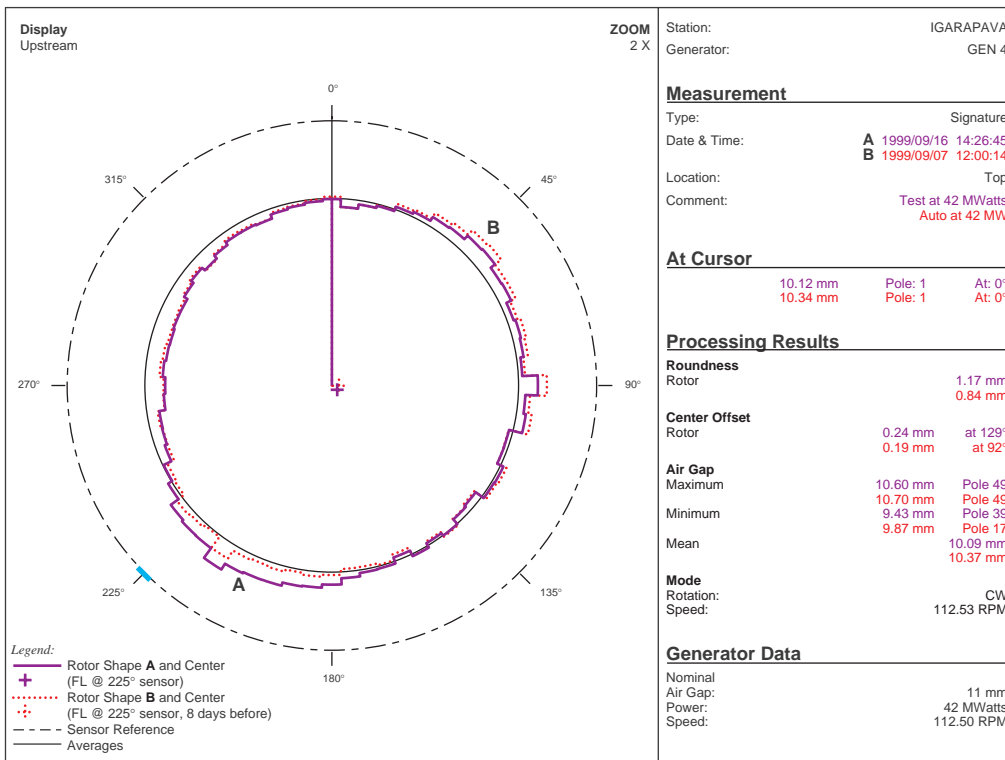 Display
Upstream
ZOOM
2 X
0°
45°
90°
135°
180°
225°
270°
315°
B
A
Legend:
Rotor Shape A and Center
(FL @ 225° sensor)
Rotor Shape B and Center
(FL @ 225° sensor, 8 days before)
Sensor Reference
Averages
Station: IGARAPAVA
Generator: GEN 4
Measurement
Type: Signature
Date & Time: A 1999/09/16 14:26:45
B 1999/09/07 12:00:14
Location: Top
Comment: Test at 42 MWatts
Auto at 42 MW
At Cursor
10.12 mm Pole: 1 At: 0°
10.34 mm Pole: 1 At: 0°
Processing Results
Roundness
Rotor 1.17 mm
0.84 mm
Center Offset
Rotor 0.24 mm at 129°
0.19 mm at 92°
Air Gap
Maximum 10.60 mm Pole 49
10.70 mm Pole 49
Minimum 9.43 mm Pole 39
9.87 mm Pole 17
Mean 10.09 mm
10.37 mm
Mode
Rotation: CW
Speed: 112.53 RPM
Generator Data
Nominal
Air Gap: 11 mm
Power: 42 MWatts
Speed: 112.50 RPM